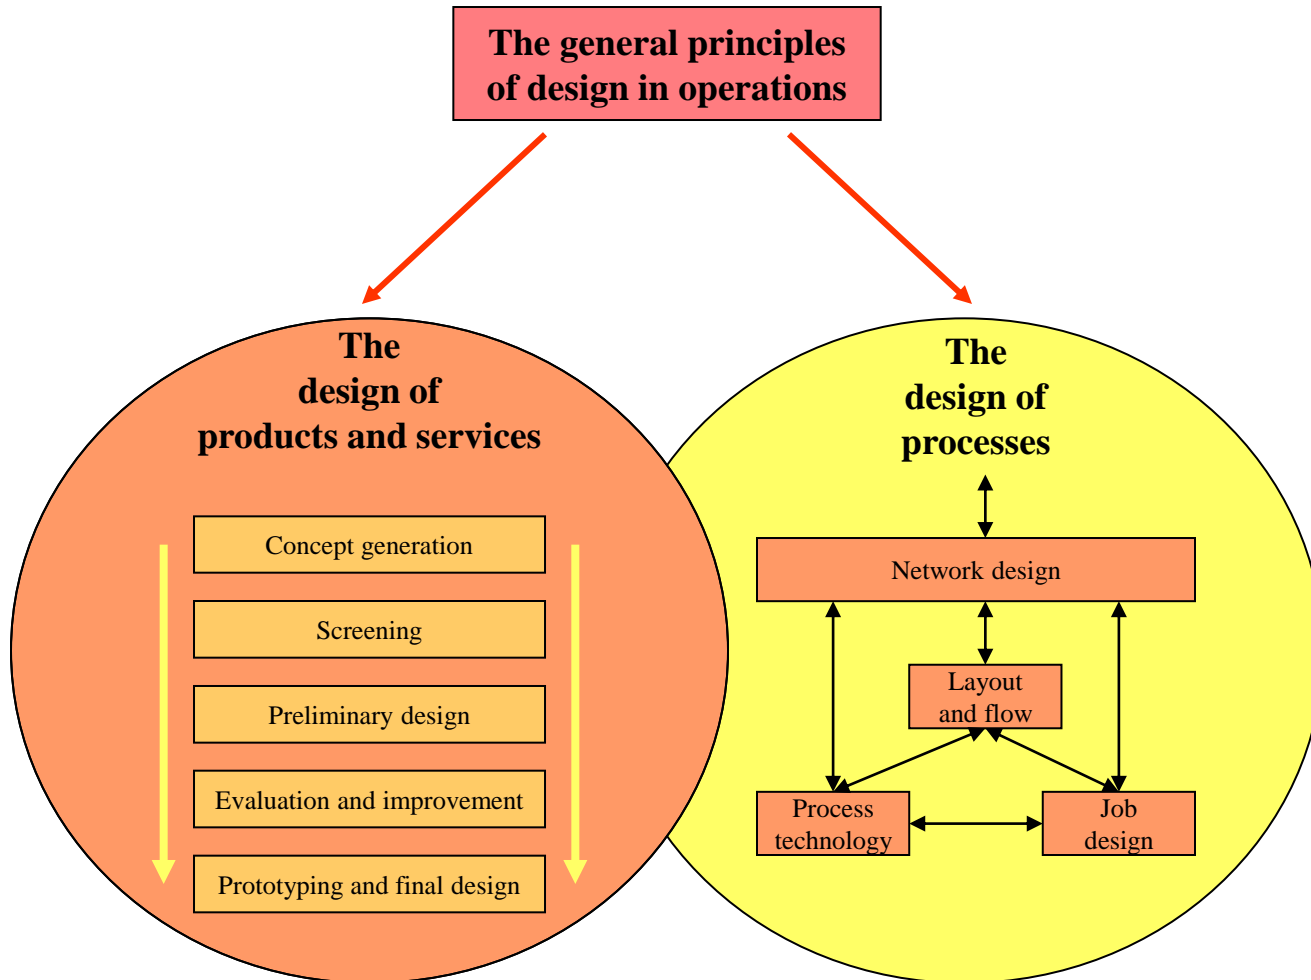 The general principles
of design in operations
The
design of
products and services
Concept generation
Screening
Preliminary design
Evaluation and improvement
Prototyping and final design
The
design of
processes
Network design
Layout
and flow
Process
technology
Job
design